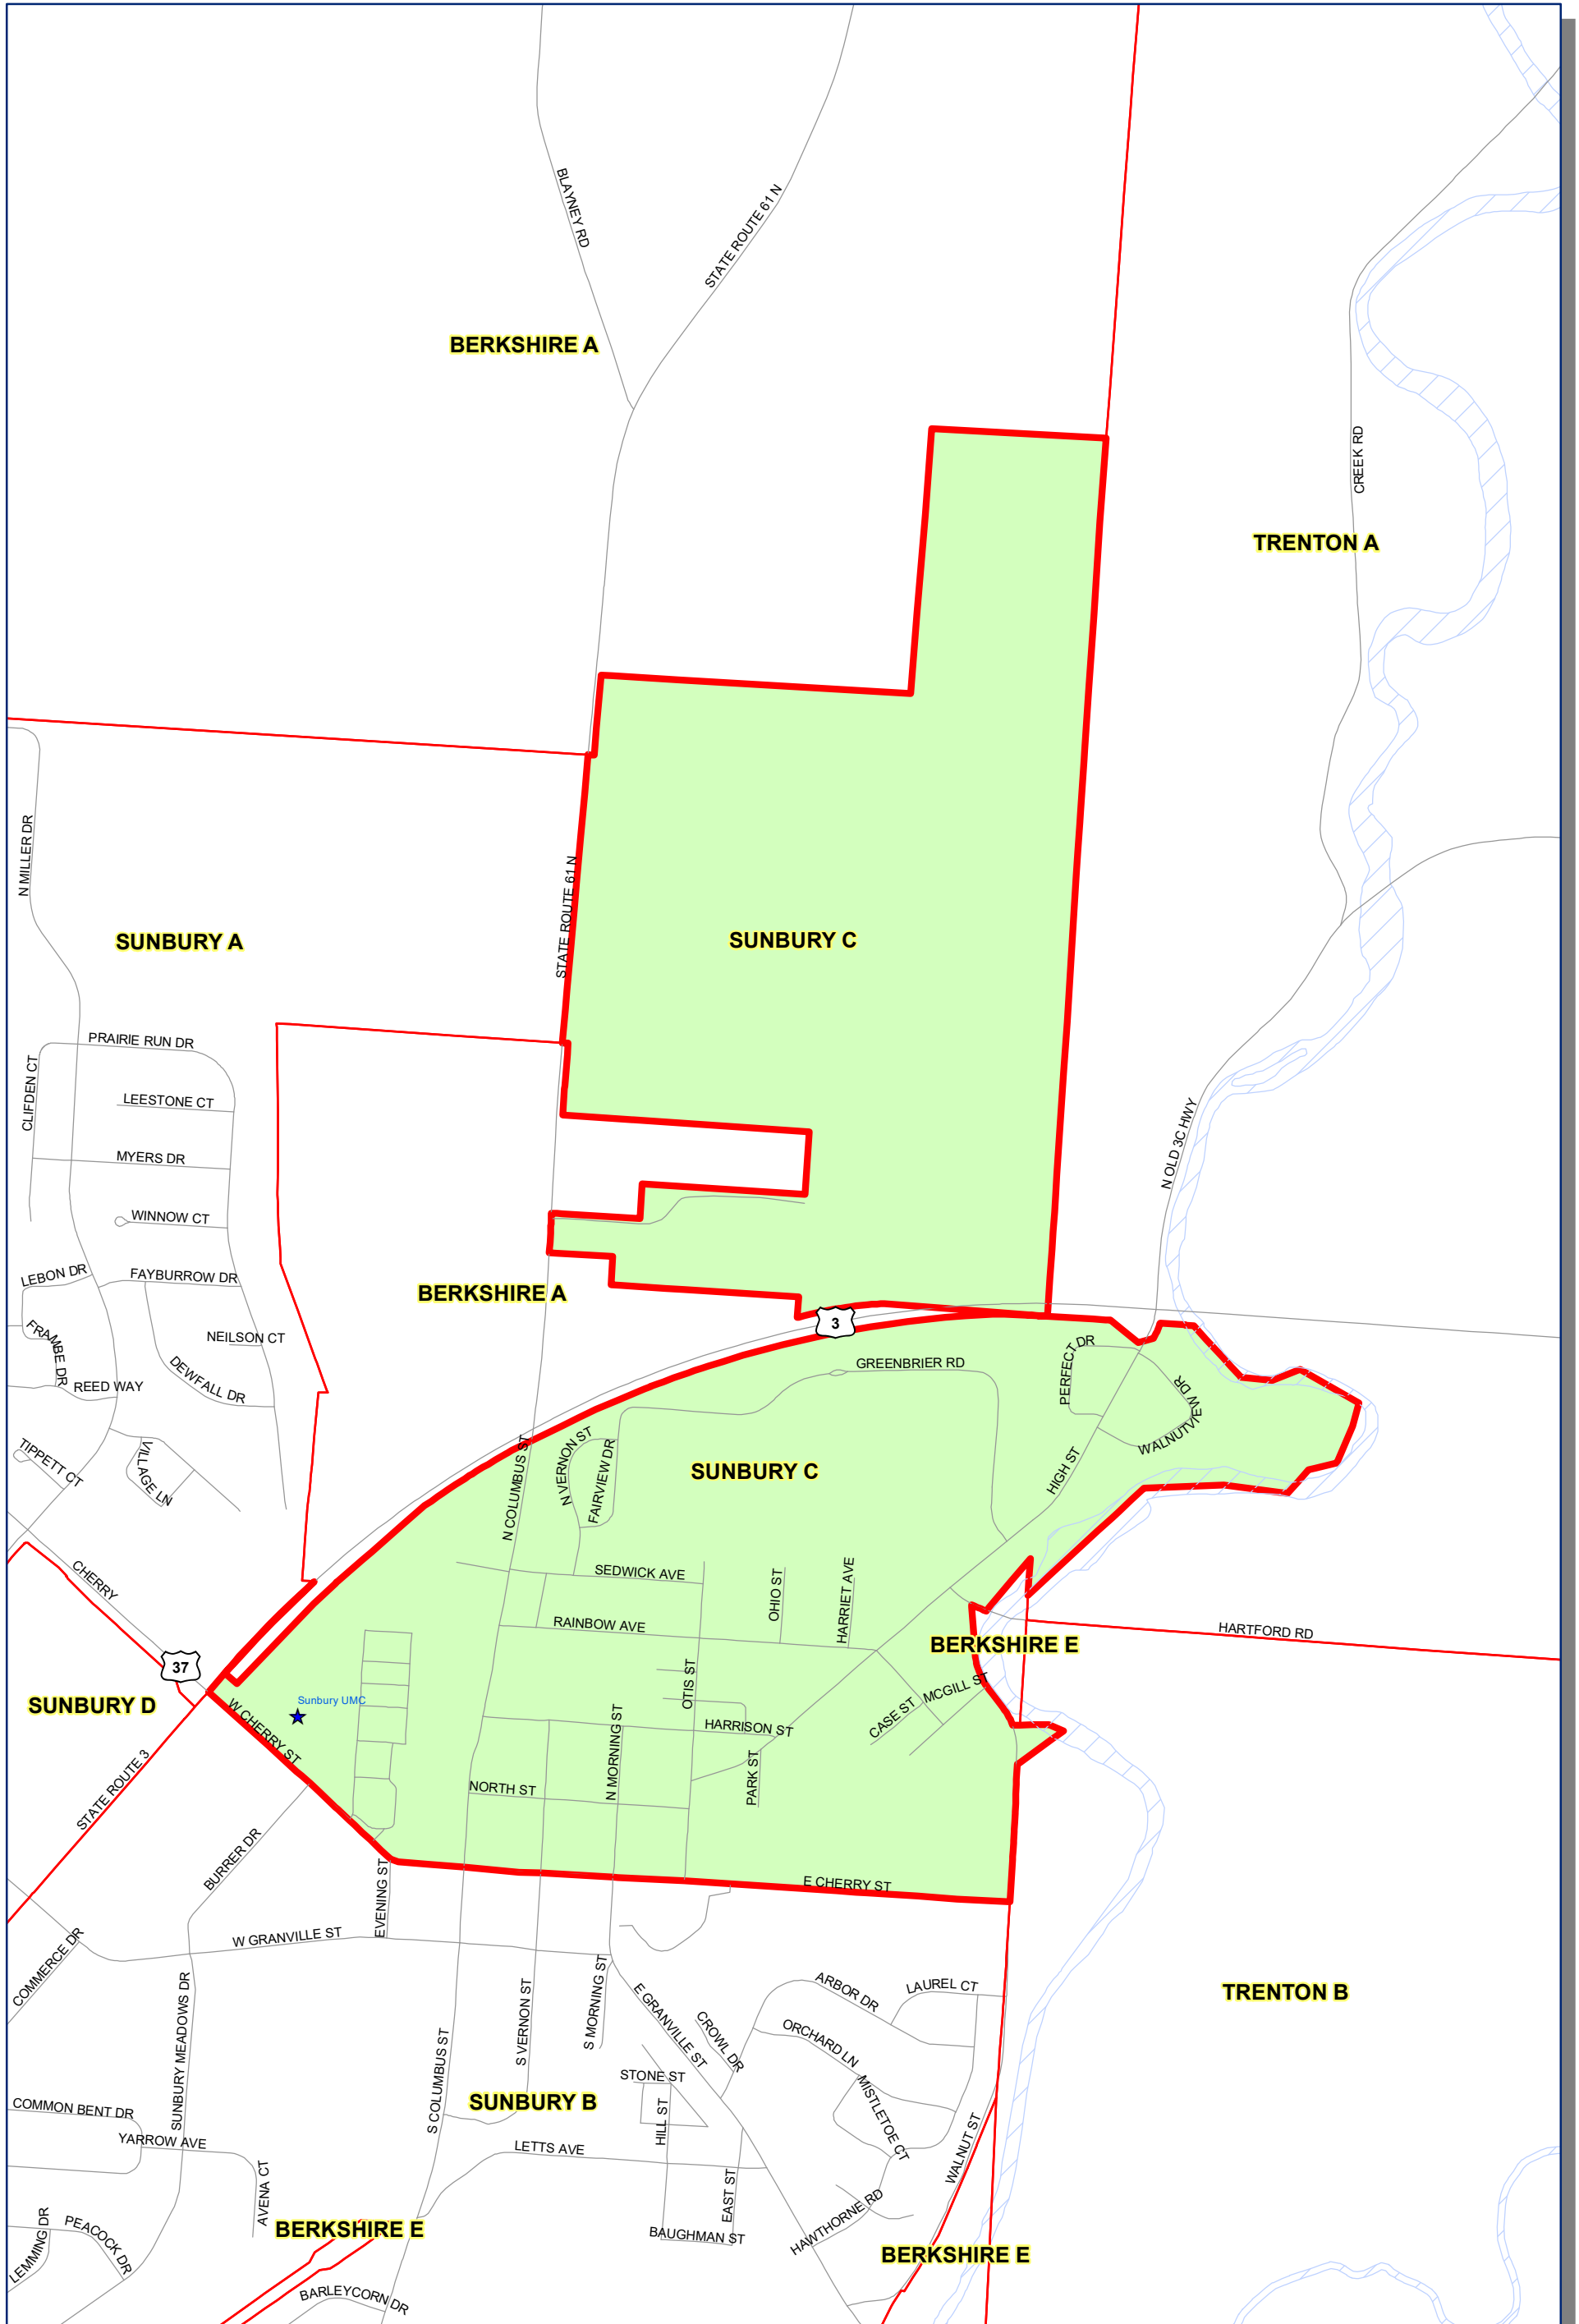 BLAYNEY RD
STATE ROUTE 61 N
BERKSHIRE A
CREEK RD
TRENTON A
N MILLER DR
STATE ROUTE 61 N
SUNBURY A
SUNBURY C
PRAIRIE RUN DR
CLIFDEN CT
LEESTONE CT
MYERS DR
N OLD 3C HWY
WINNOW CT
LEBON DR
FAYBURROW DR
BERKSHIRE A
3
FRAMBE DR
NEILSON CT
DEWFALL DR
REED WAY
GREENBRIER RD
PERFECT DR
WALNUTVIEW DR
TIPPETT CT
VILLAGE LN
N COLUMBUS ST
N VERNON ST
FAIRVIEW DR
SUNBURY C
HIGH ST
CHERRY
SEDWICK AVE
OHIO ST
HARRIET AVE
RAINBOW AVE
HARTFORD RD
BERKSHIRE E
37
SUNBURY D
Sunbury UMC
W CHERRY ST
OTIS ST
MCGILL ST
CASE ST
HARRISON ST
N MORNING ST
PARK ST
STATE ROUTE 3
NORTH ST
BURRER DR
EVENING ST
E CHERRY ST
W GRANVILLE ST
COMMERCE DR
SUNBURY MEADOWS DR
S COLUMBUS ST
S VERNON ST
S MORNING ST
E GRANVILLE ST
CROWL DR
ARBOR DR
LAUREL CT
ORCHARD LN
TRENTON B
STONE ST
MISTLETOE CT
SUNBURY B
HILL ST
COMMON BENT DR
YARROW AVE
LETTS AVE
WALNUT ST
AVENA CT
EAST ST
HAWTHORNE RD
LEMMING DR
PEACOCK DR
BERKSHIRE E
BAUGHMAN ST
BERKSHIRE E
BARLEYCORN DR